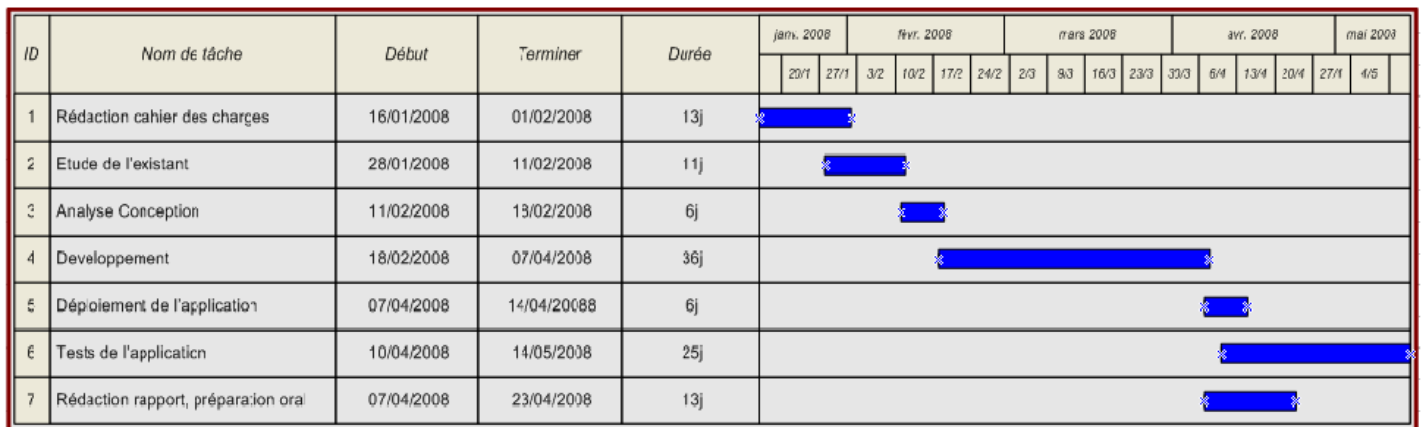 ID Nom de tâche Début Terminer Durée janv. 2008 févr. 2008 mars 2008 avr. 2008 mai 2008
20/1 27/1 3/2 10/2 17/2 24/2 2/3 9/3 16/3 23/3 30/3 6/4 13/4 20/4 27/4 4/5
1 Rédaction cahier des charges 16/01/2008 01/02/2008 13j
2 Etude de l'existant 28/01/2008 11/02/2008 11j
3 Analyse Conception 11/02/2008 18/02/2008 6j
4 Developpement 18/02/2008 07/04/2008 36j
5 Déploiement de l'application 07/04/2008 14/04/20088 6j
6 Tests de l'application 10/04/2008 14/05/2008 25j
7 Rédaction rapport, préparation oral 07/04/2008 23/04/2008 13j